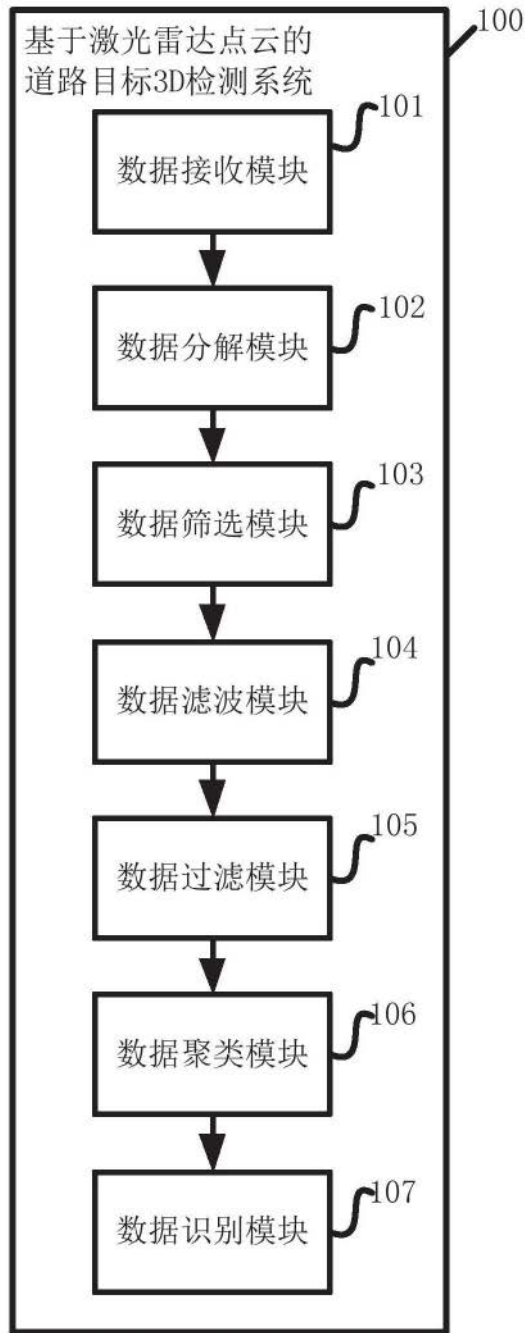 100
基于激光雷达点云的
道路目标3D检测系统
101
数据接收模块
102
数据分解模块
103
数据筛选模块
104
数据滤波模块
105
数据过滤模块
106
数据聚类模块
107
数据识别模块